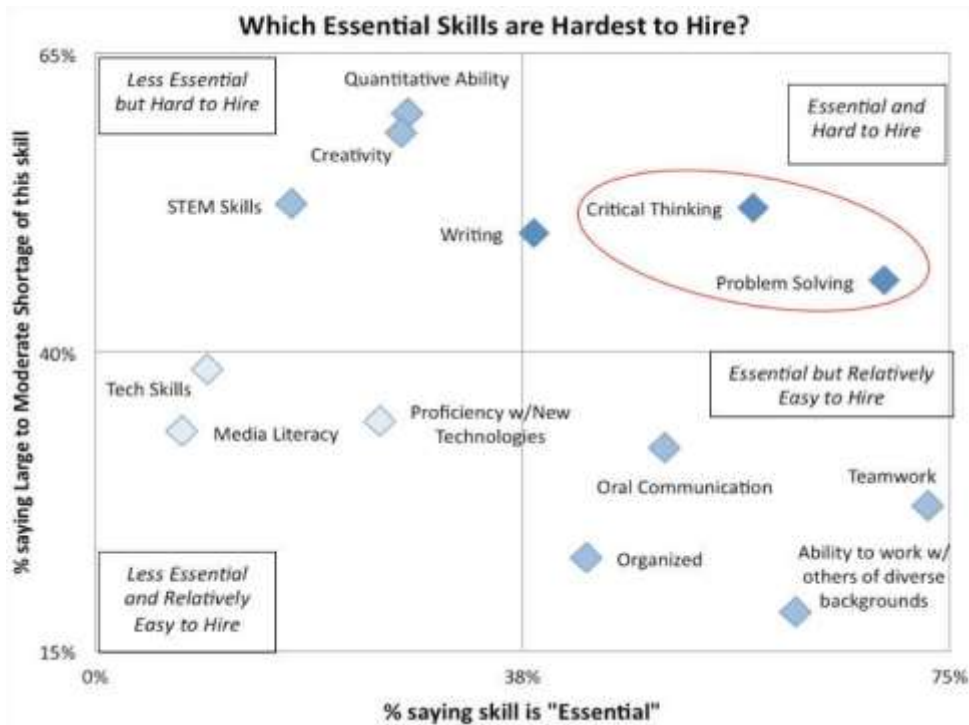 Which Essential Skills are Hardest to Hire?
% saying Large to Moderate Shortage of this skill
65%
Less Essential
but Hard to Hire
Quantitative Ability
Essential and
Hard to Hire
Creativity
STEM Skills
Critical Thinking
Writing
Problem Solving
40%
Essential but Relatively
Easy to Hire
Tech Skills
Media Literacy
Proficiency w/New
Technologies
Oral Communication
Teamwork
Organized
Ability to work w/
others of diverse
backgrounds
Less Essential
and Relatively
Easy to Hire
15%
0%
38%
75%
% saying skill is "Essential"